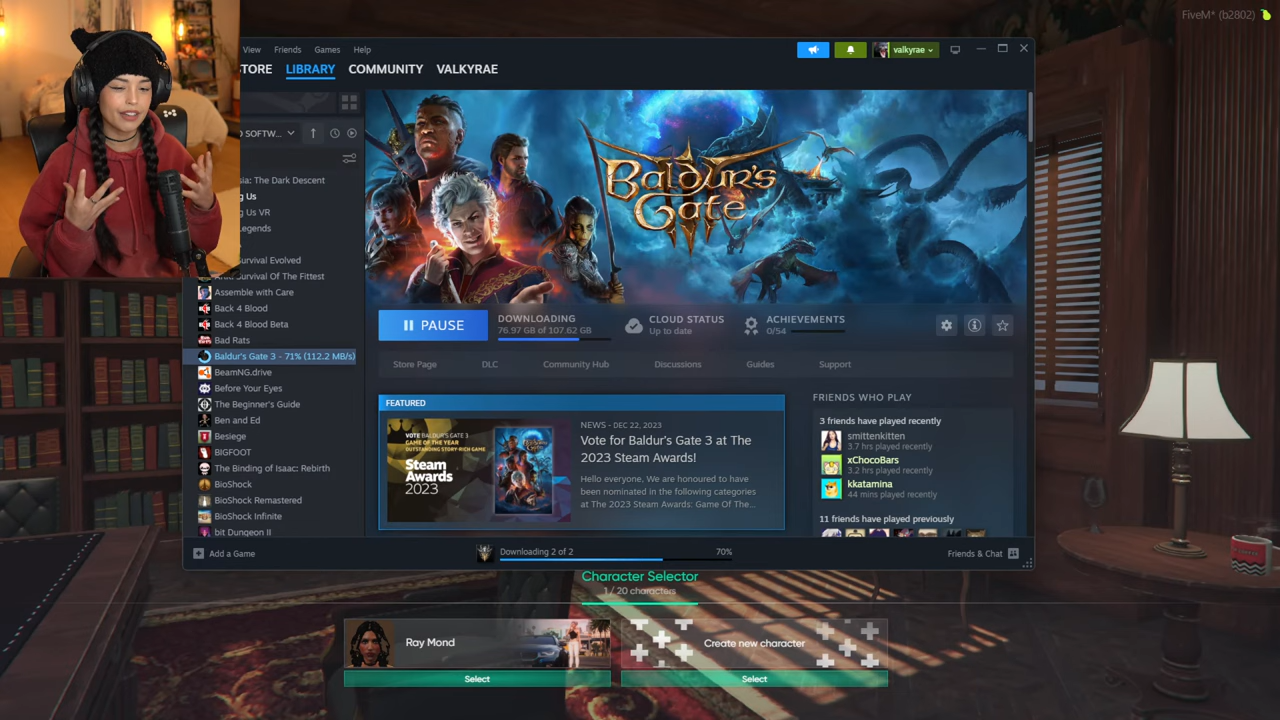 FiveM* (b2802)
View Friends Games Help
valkyrae
STORE LIBRARY COMMUNITY VALKYRAE
SOFTW...
sia: The Dark Descent
g Us
g Us VR
Legends
Survival Evolved
Survival Of The Fittest
Assemble with Care
Back 4 Blood
Back 4 Blood Beta
Bad Rats
Baldur's Gate 3 - 71% (112.2 MB/s)
BeamNG.drive
Before Your Eyes
The Beginner's Guide
Ben and Ed
Besiege
BIGFOOT
The Binding of Isaac: Rebirth
BioShock
BioShock Remastered
BioShock Infinite
bit Dungeon II
Baldur's
Gate
III
PAUSE
DOWNLOADING
76.97 GB of 107.62 GB
CLOUD STATUS
Up to date
ACHIEVEMENTS
0/54
Store Page DLC Community Hub Discussions Guides Support
FEATURED
VOTE BALDUR'S GATE 3
GAME OF THE YEAR
OUTSTANDING STORY-RICH GAME
Steam
Awards
2023
NEWS - DEC 22, 2023
Vote for Baldur's Gate 3 at The
2023 Steam Awards!
Hello everyone, We are honoured to have
been nominated in the following categories
at The 2023 Steam Awards: Game Of The...
FRIENDS WHO PLAY
3 friends have played recently
smittenkitten
3.7 hrs played recently
xChocoBars
3.2 hrs played recently
kkatamina
44 mins played recently
11 friends have played previously
Add a Game
Downloading 2 of 2 70%
Friends & Chat
Character Selector
1 / 20 characters
Ray Mond
Select
Create new character
Select